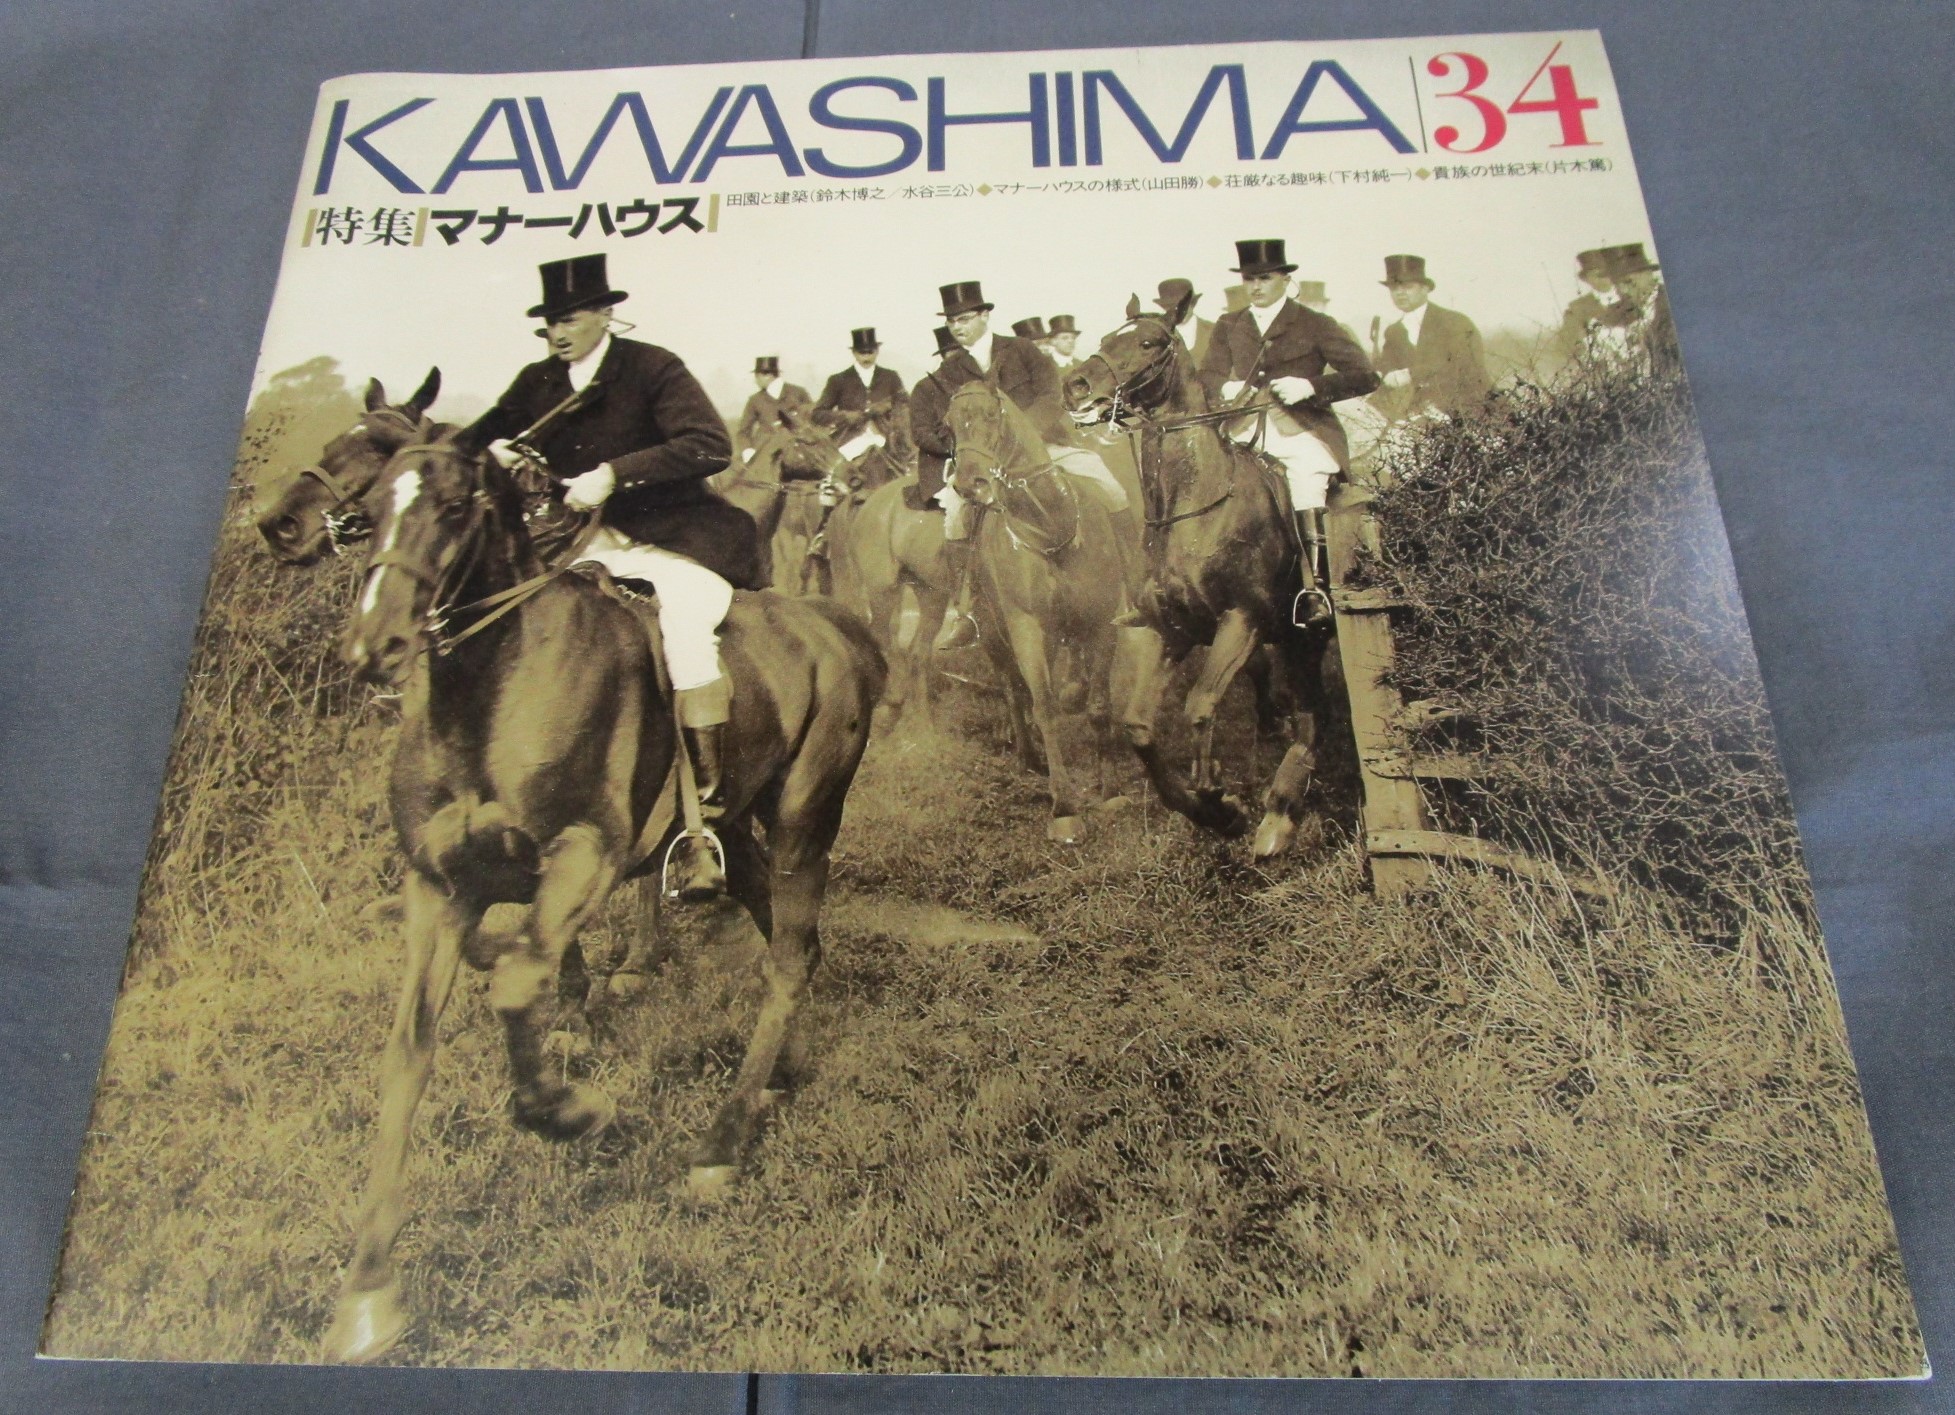 KAWASHIMA 34
特集 マナーハウス 田園と建築(鈴木博之/水谷三公)◆マナーハウスの様式(山田勝)◆荘厳なる趣味(下村純一)◆貴族の世紀末(片木篤)